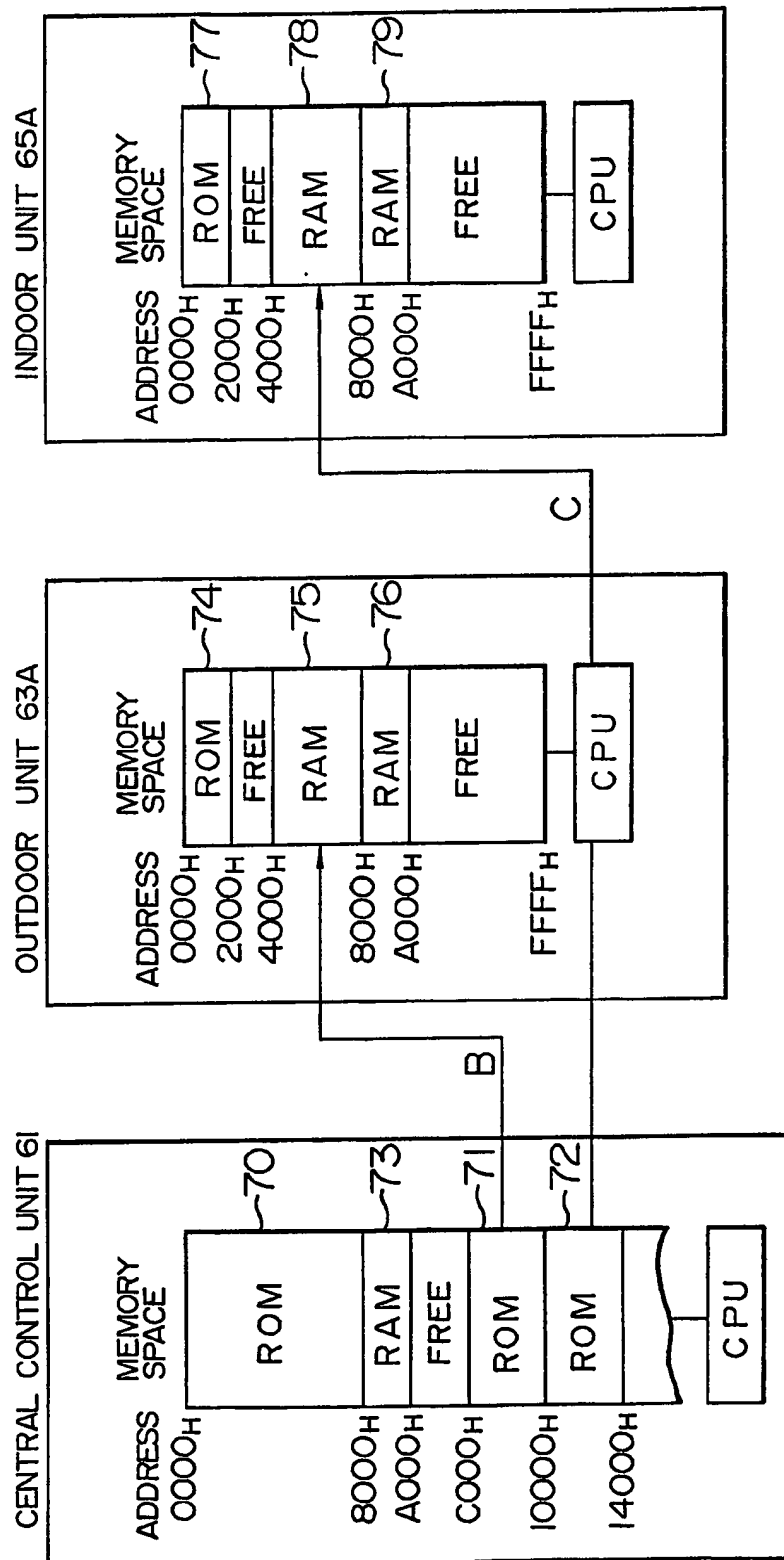 CENTRAL CONTROL UNIT 61
ADDRESS
MEMORY
SPACE
0000H
ROM
70
8000H
RAM
73
A000H
FREE
C000H
ROM
71
10000H
ROM
72
14000H
CPU
B
OUTDOOR UNIT 63A
ADDRESS
MEMORY
SPACE
0000H
ROM
74
2000H
FREE
4000H
RAM
75
8000H
RAM
76
A000H
FREE
FFFFH
CPU
C
INDOOR UNIT 65A
ADDRESS
MEMORY
SPACE
0000H
ROM
77
2000H
FREE
4000H
RAM
78
8000H
RAM
79
A000H
FREE
FFFFH
CPU